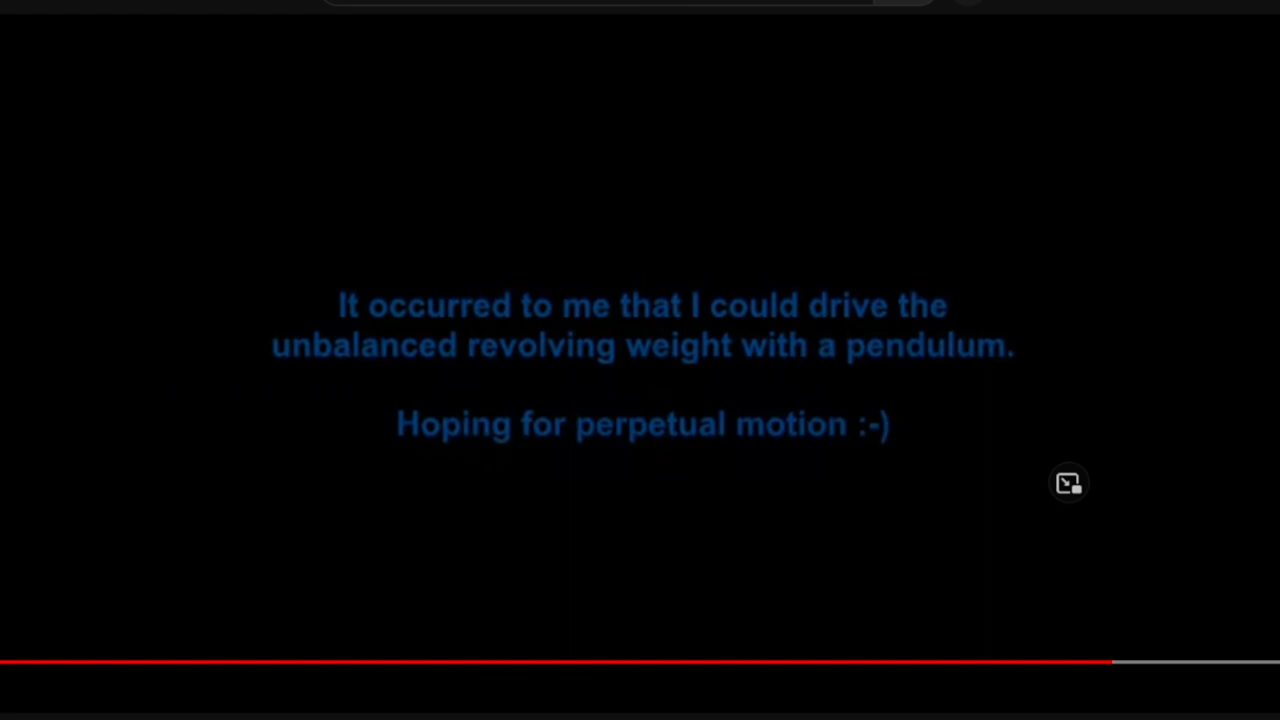 It occurred to me that I could drive the
unbalanced revolving weight with a pendulum.
Hoping for perpetual motion :-)